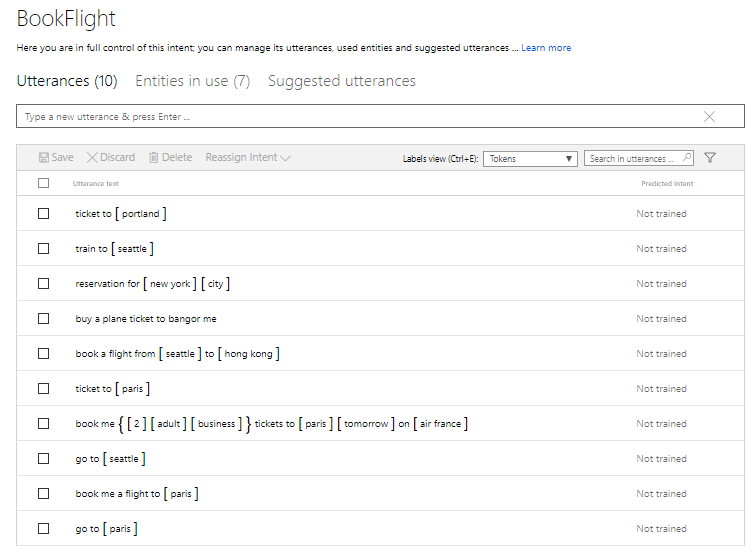 BookFlight
Here you are in full control of this intent; you can manage its utterances, used entities and suggested utterances ... Learn more
Utterances (10) Entities in use (7) Suggested utterances
Type a new utterance & press Enter ...
Save Discard Delete Reassign Intent Labels view (Ctrl+E): Tokens Search in utterances ...
Utterance text Predicted Intent
ticket to [ portland ] Not trained
train to [ seattle ] Not trained
reservation for [ new york ] [ city ] Not trained
buy a plane ticket to bangor me Not trained
book a flight from [ seattle ] to [ hong kong ] Not trained
ticket to [ paris ] Not trained
book me { [ 2 ] [ adult ] [ business ] } tickets to [ paris ] [ tomorrow ] on [ air france ] Not trained
go to [ seattle ] Not trained
book me a flight to [ paris ] Not trained
go to [ paris ] Not trained